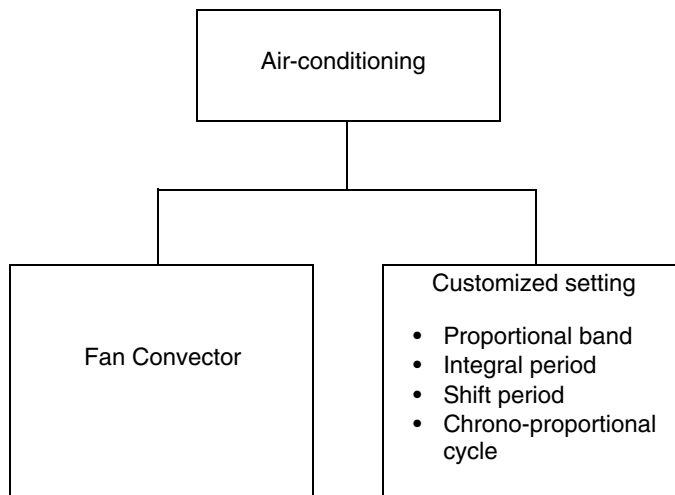 Air-conditioning
Fan Convector
Customized setting
• Proportional band
• Integral period
• Shift period
• Chrono-proportional
cycle